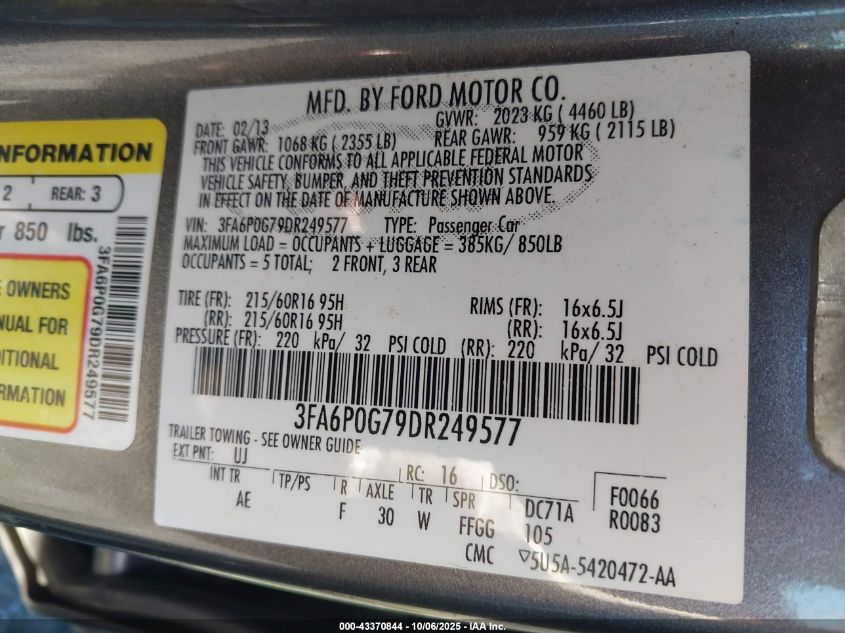 MFD. BY FORD MOTOR CO.
DATE: 02/13 GVWR: 2023 KG ( 4460 LB)
FRONT GAWR: 1068 KG ( 2355 LB) REAR GAWR: 959 KG ( 2115 LB)
THIS VEHICLE CONFORMS TO ALL APPLICABLE FEDERAL MOTOR
VEHICLE SAFETY, BUMPER, AND THEFT PREVENTION STANDARDS
IN EFFECT ON THE DATE OF MANUFACTURE SHOWN ABOVE.
VIN: 3FA6P0G79DR249577 TYPE: Passenger Car
MAXIMUM LOAD = OCCUPANTS + LUGGAGE = 385KG/ 850LB
OCCUPANTS = 5 TOTAL; 2 FRONT, 3 REAR
TIRE (FR): 215/60R16 95H RIMS (FR): 16x6.5J
(RR): 215/60R16 95H (RR): 16x6.5J
PRESSURE (FR): 220 kPa/ 32 PSI COLD (RR): 220 kPa/ 32 PSI COLD
3FA6P0G79DR249577
TRAILER TOWING - SEE OWNER GUIDE
EXT PNT: UJ RC: 16 DSO:
INT TR TP/PS R AXLE TR SPR DC71A F0066
AE F 30 W FFGG 105 R0083
CMC 5U5A-5420472-AA
INFORMATION
2 REAR: 3
850 lbs.
OWNERS
FOR
3FA6P0G79DR249577
000-43370844 - 10/06/2025 - IAA Inc.